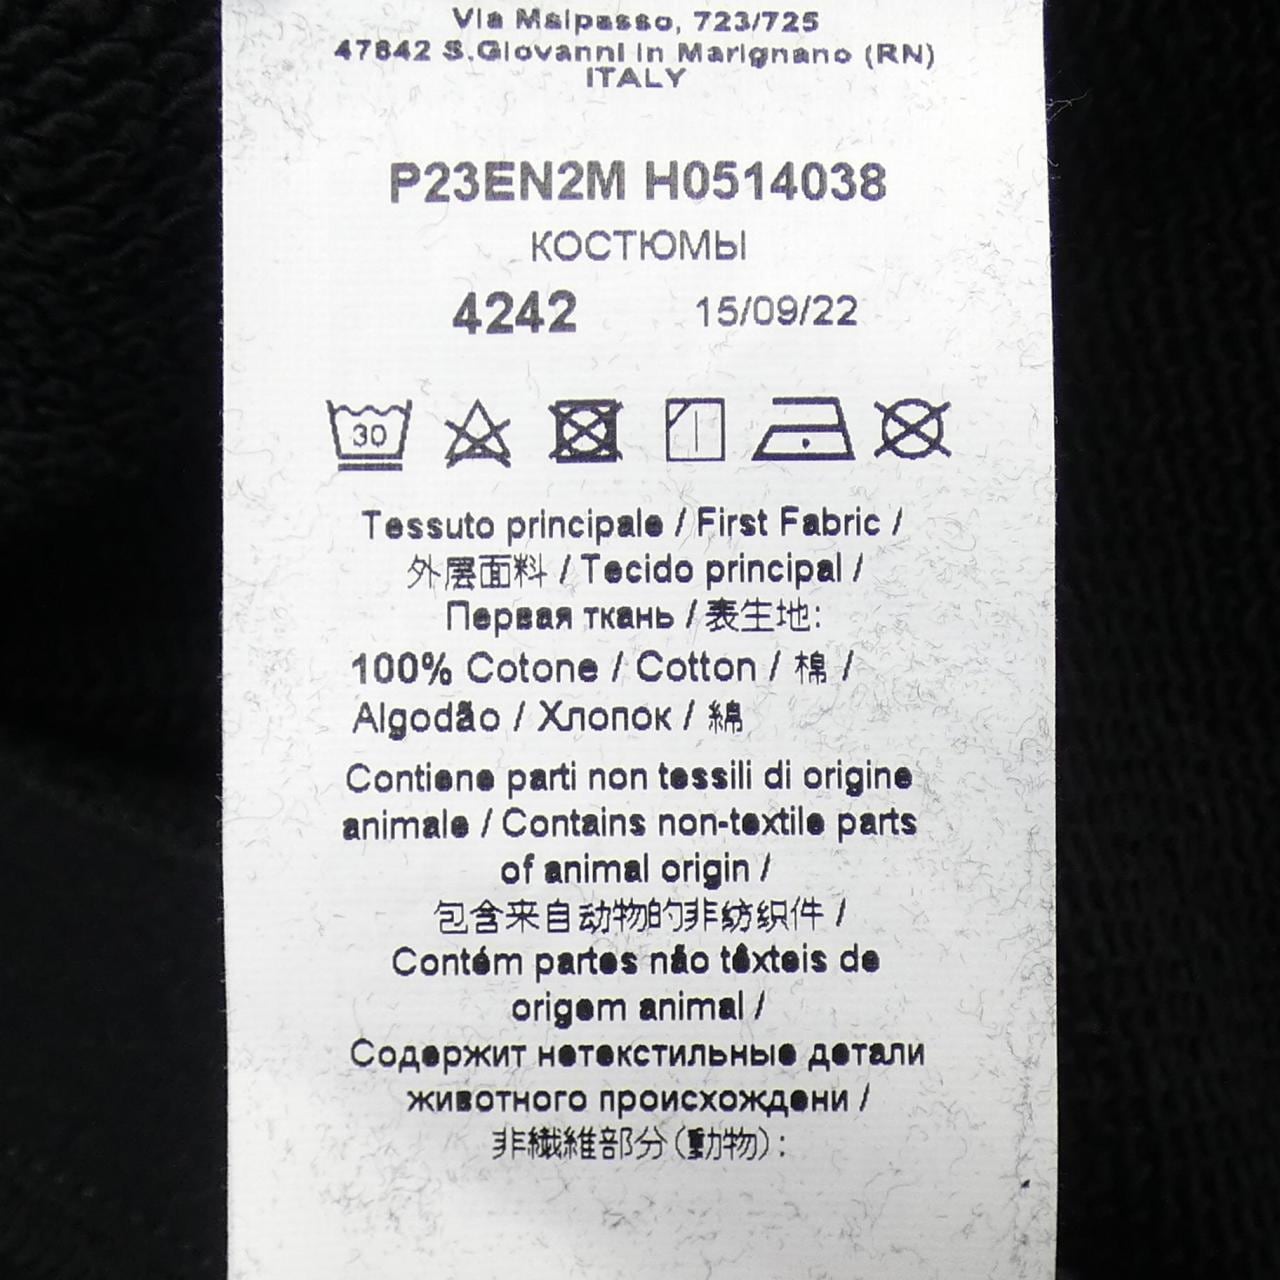 Via Malpasso, 723/725
47842 S.Giovanni in Marignano (RN)
ITALY
P23EN2M H0514038
КОСТЮМЫ
4242 15/09/22
30
Tessuto principale / First Fabric /
外层面料 / Tecido principal /
Первая ткань / 表生地:
100% Cotone / Cotton / 棉 /
Algodão / Хлопок / 綿
Contiene parti non tessili di origine
animale / Contains non-textile parts
of animal origin /
包含来自动物的非纺织件 /
Contém partes não têxteis de
origem animal /
Содержит нетекстильные детали
животного происхождени /
非繊維部分(動物):